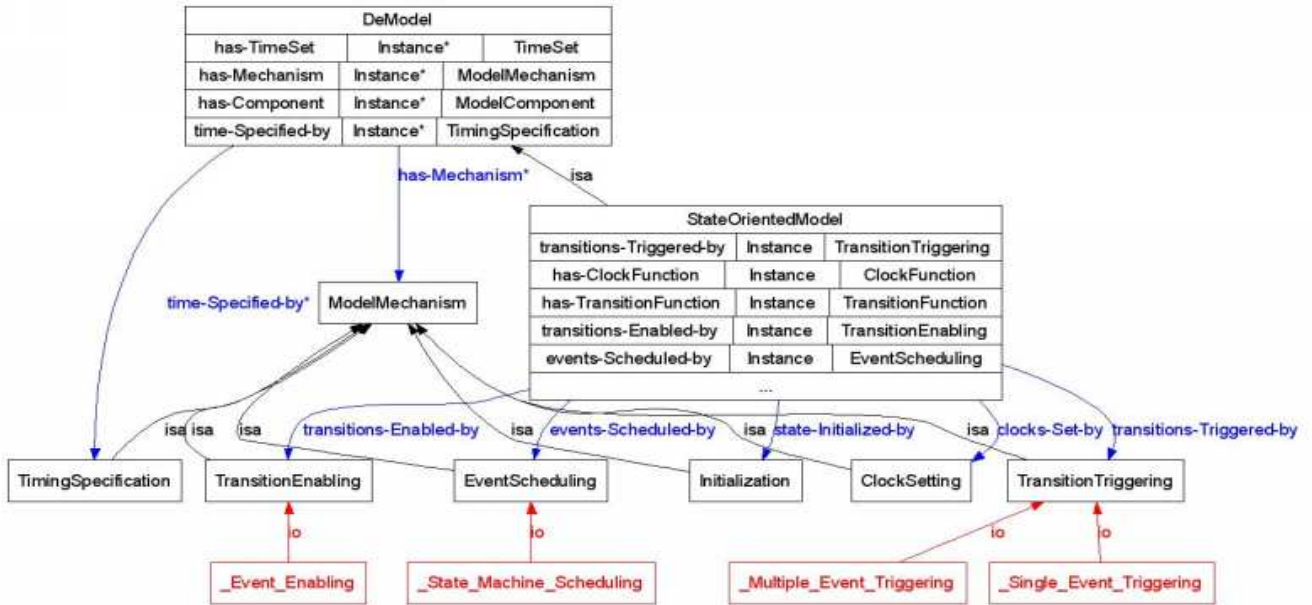 DeModel
has-TimeSet Instance* TimeSet
has-Mechanism Instance* ModelMechanism
has-Component Instance* ModelComponent
time-Specified-by Instance* TimingSpecification
has-Mechanism* isa
StateOrientedModel
transitions-Triggered-by Instance TransitionTriggering
has-ClockFunction Instance ClockFunction
has-TransitionFunction Instance TransitionFunction
transitions-Enabled-by Instance TransitionEnabling
events-Scheduled-by Instance EventScheduling
...
time-Specified-by* ModelMechanism
isa isa isa transitions-Enabled-by isa events-Scheduled-by isa state-Initialized-by isa clocks-Set-by transitions-Triggered-by
TimingSpecification TransitionEnabling EventScheduling Initialization ClockSetting TransitionTriggering
io io io io
_Event_Enabling _State_Machine_Scheduling _Multiple_Event_Triggering _Single_Event_Triggering